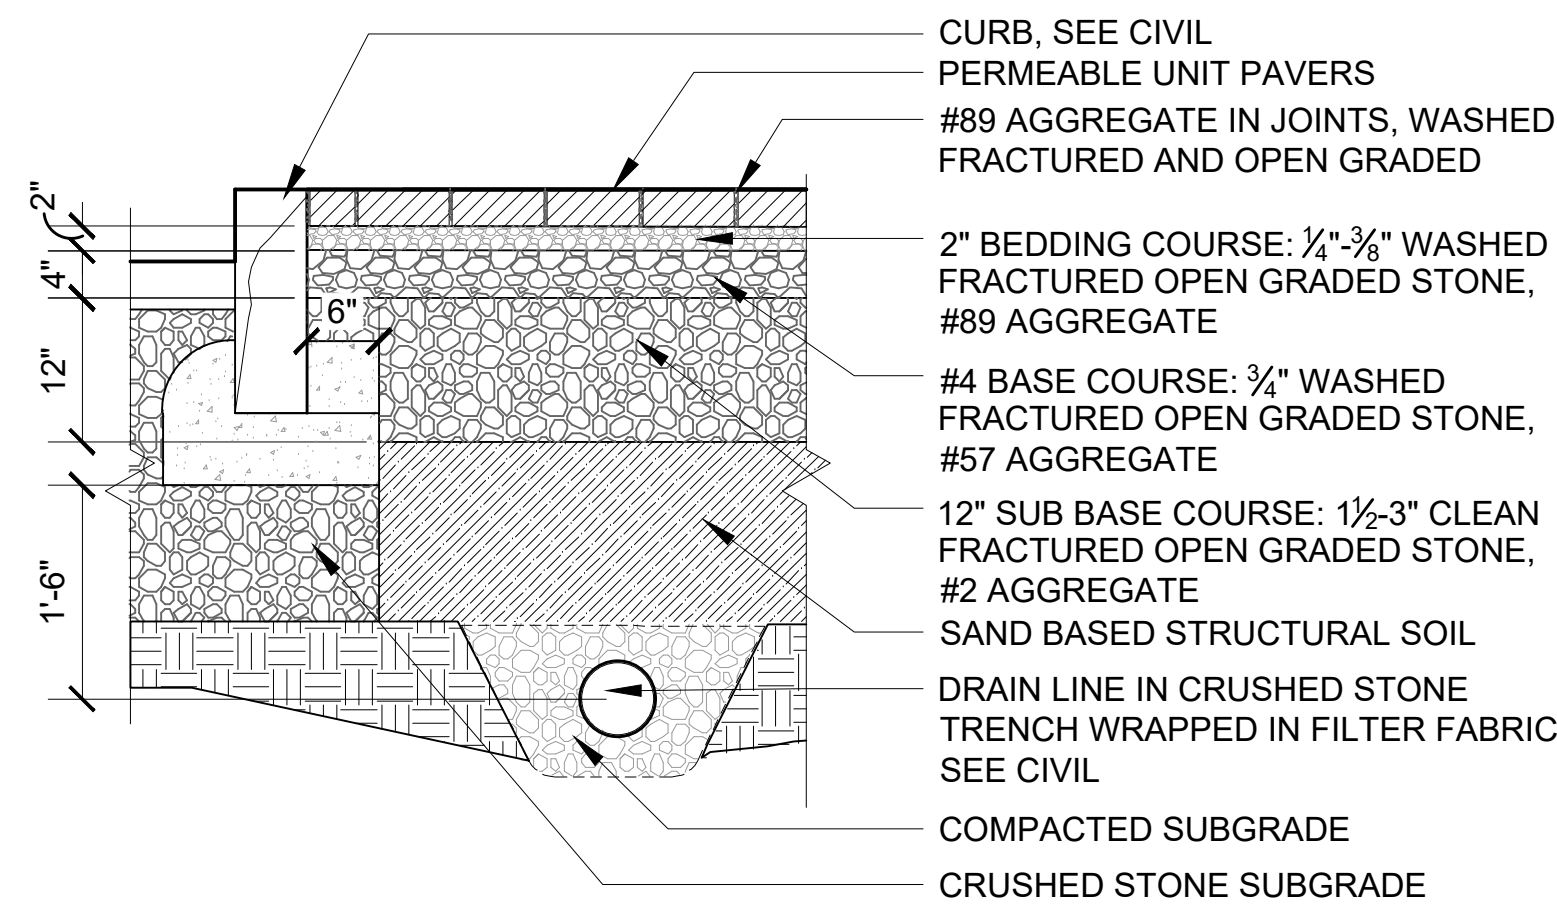 CURB, SEE CIVIL
PERMEABLE UNIT PAVERS
#89 AGGREGATE IN JOINTS, WASHED
FRACTURED AND OPEN GRADED
2" BEDDING COURSE: ¼"-⅜" WASHED
FRACTURED OPEN GRADED STONE,
#89 AGGREGATE
#4 BASE COURSE: ¾" WASHED
FRACTURED OPEN GRADED STONE,
#57 AGGREGATE
12" SUB BASE COURSE: 1½-3" CLEAN
FRACTURED OPEN GRADED STONE,
#2 AGGREGATE
SAND BASED STRUCTURAL SOIL
DRAIN LINE IN CRUSHED STONE
TRENCH WRAPPED IN FILTER FABRIC
SEE CIVIL
COMPACTED SUBGRADE
CRUSHED STONE SUBGRADE
2"
4"
12"
1'-6"
6"